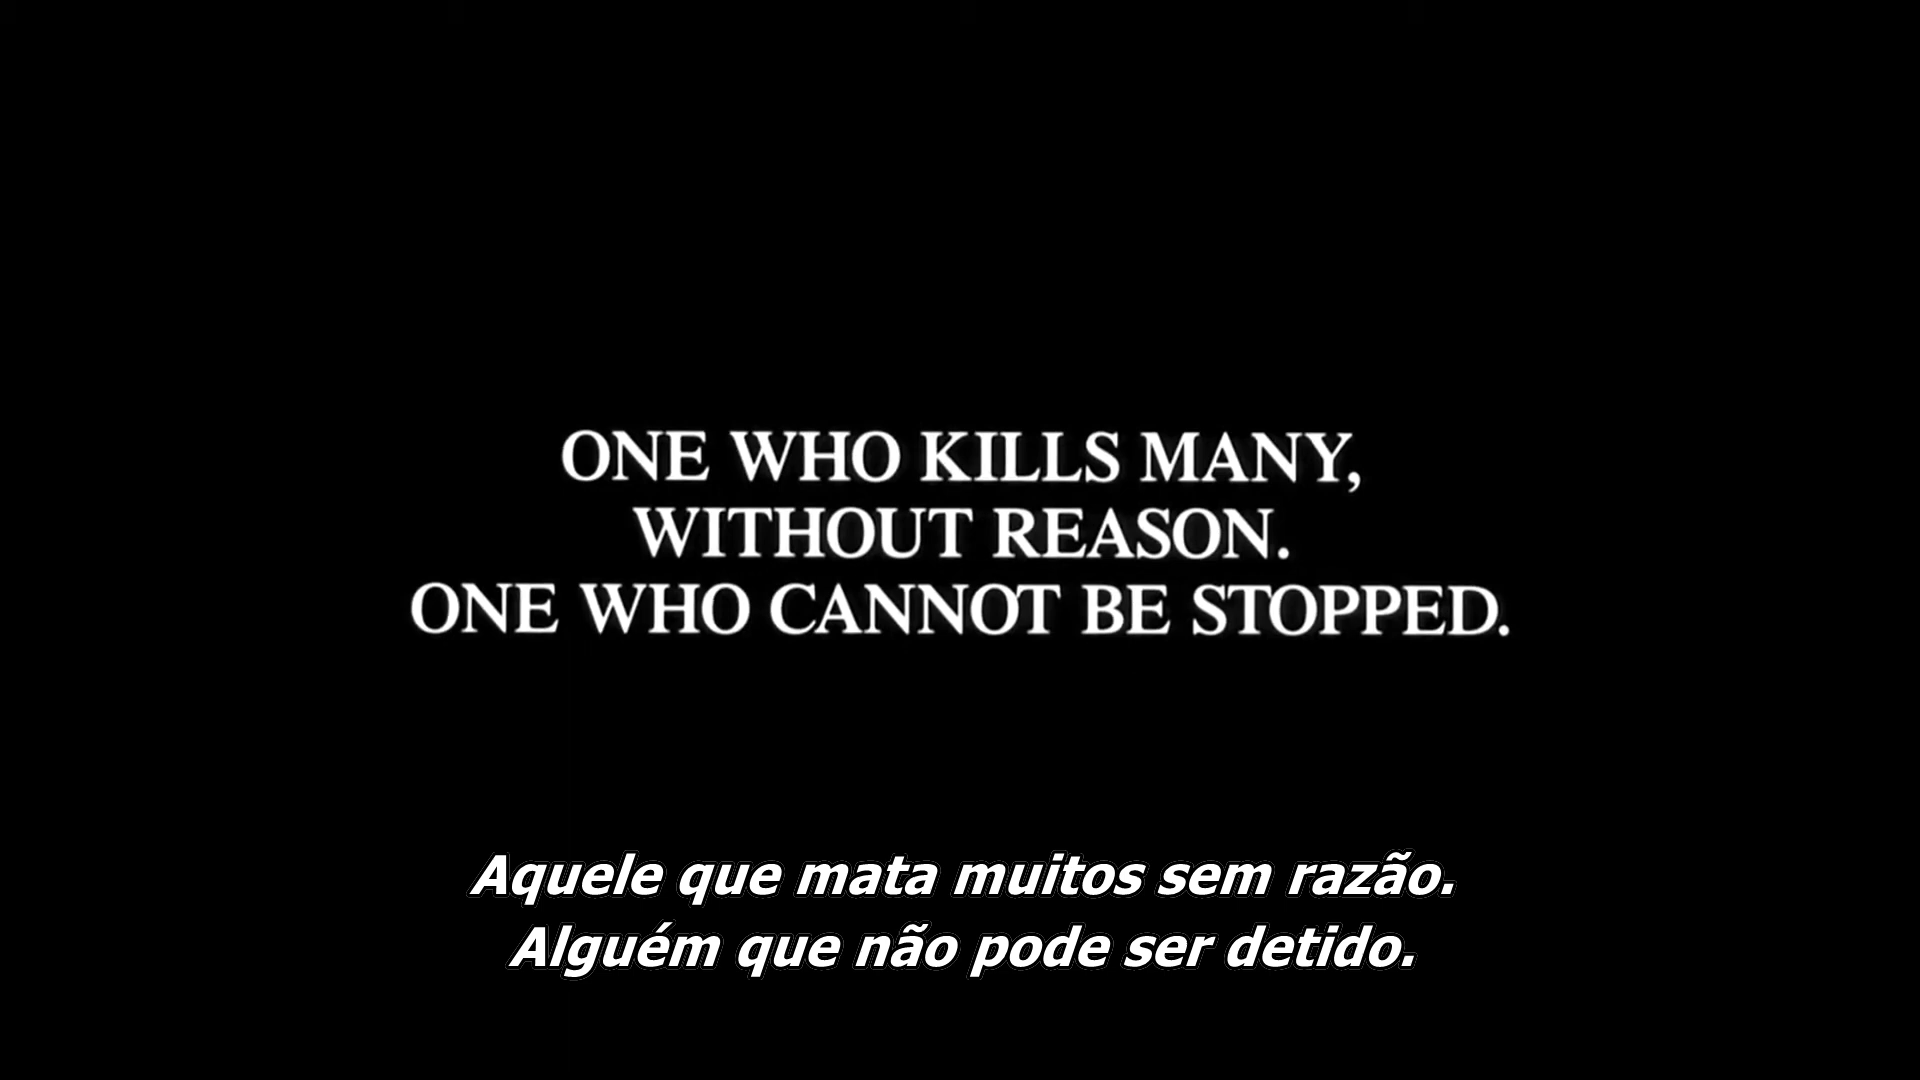 ONE WHO KILLS MANY,
WITHOUT REASON.
ONE WHO CANNOT BE STOPPED.
Aquele que mata muitos sem razão.
Alguém que não pode ser detido.